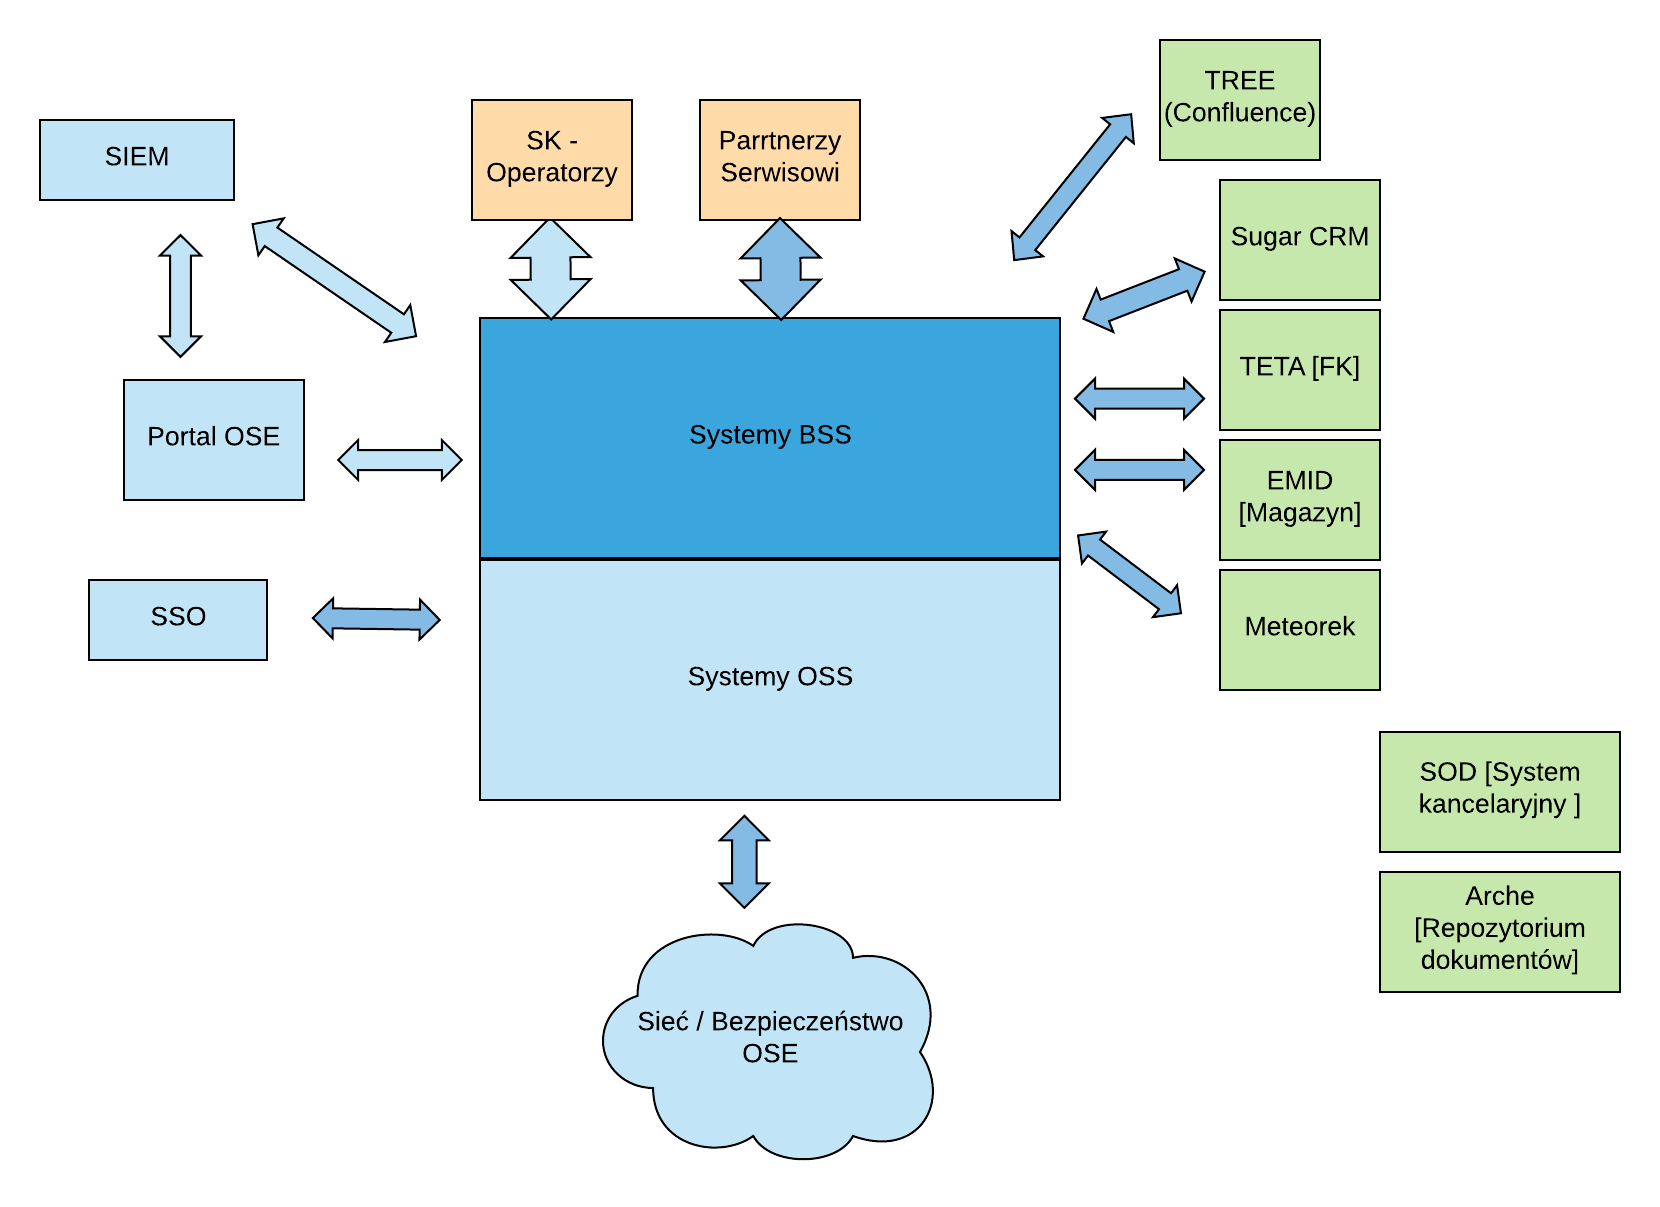 TREE
(Confluence)
SIEM
SK -
Operatorzy
Parrtnerzy
Serwisowi
Sugar CRM
TETA [FK]
Portal OSE
Systemy BSS
EMID
[Magazyn]
SSO
Meteorek
Systemy OSS
SOD [System
kancelaryjny ]
Arche
[Repozytorium
dokumentów]
Sieć / Bezpieczeństwo
OSE